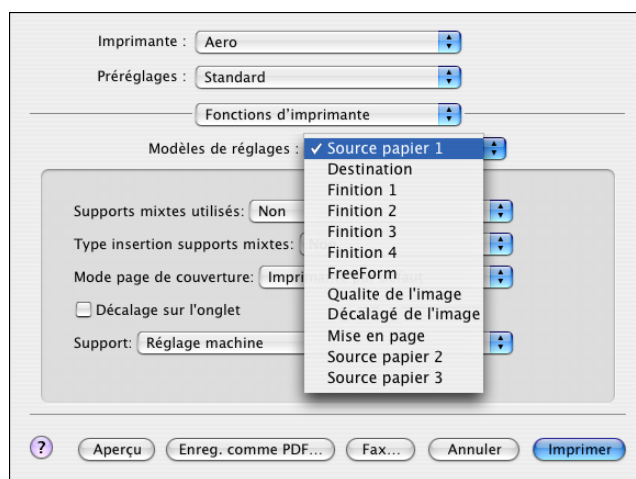 Imprimante : Aero
Préréglages : Standard
Fonctions d'imprimante
Modèles de réglages : ✓ Source papier 1
Destination
Finition 1
Finition 2
Finition 3
Finition 4
FreeForm
Qualite de l'image
Décalagé de l'image
Mise en page
Source papier 2
Source papier 3
Supports mixtes utilisés: Non
Type insertion supports mixtes:
Mode page de couverture:
Décalage sur l'onglet
Support: Réglage machine
? Aperçu Enreg. comme PDF... Fax... Annuler Imprimer